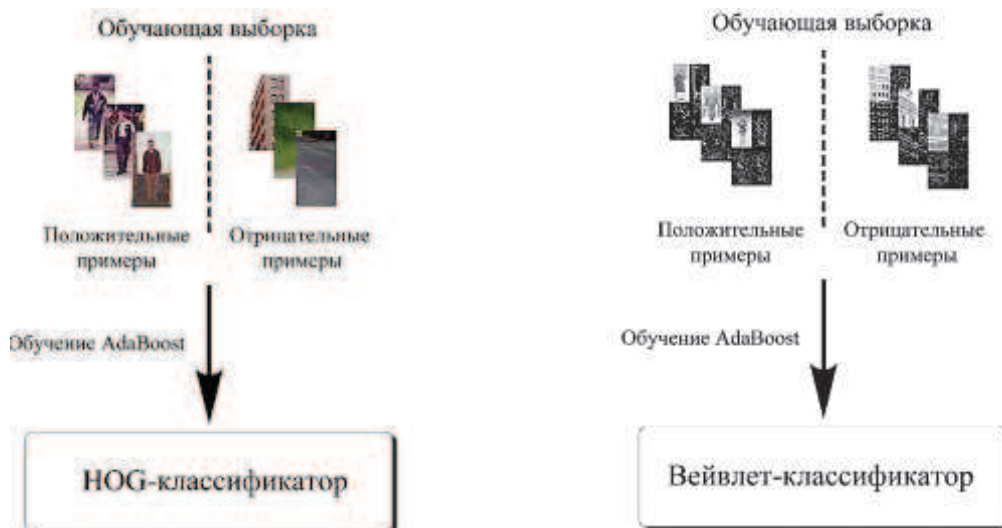 Обучающая выборка
Положительные
примеры
Отрицательные
примеры
Обучение AdaBoost
HOG-классификатор
Обучающая выборка
Положительные
примеры
Отрицательные
примеры
Обучение AdaBoost
Вейвлет-классификатор